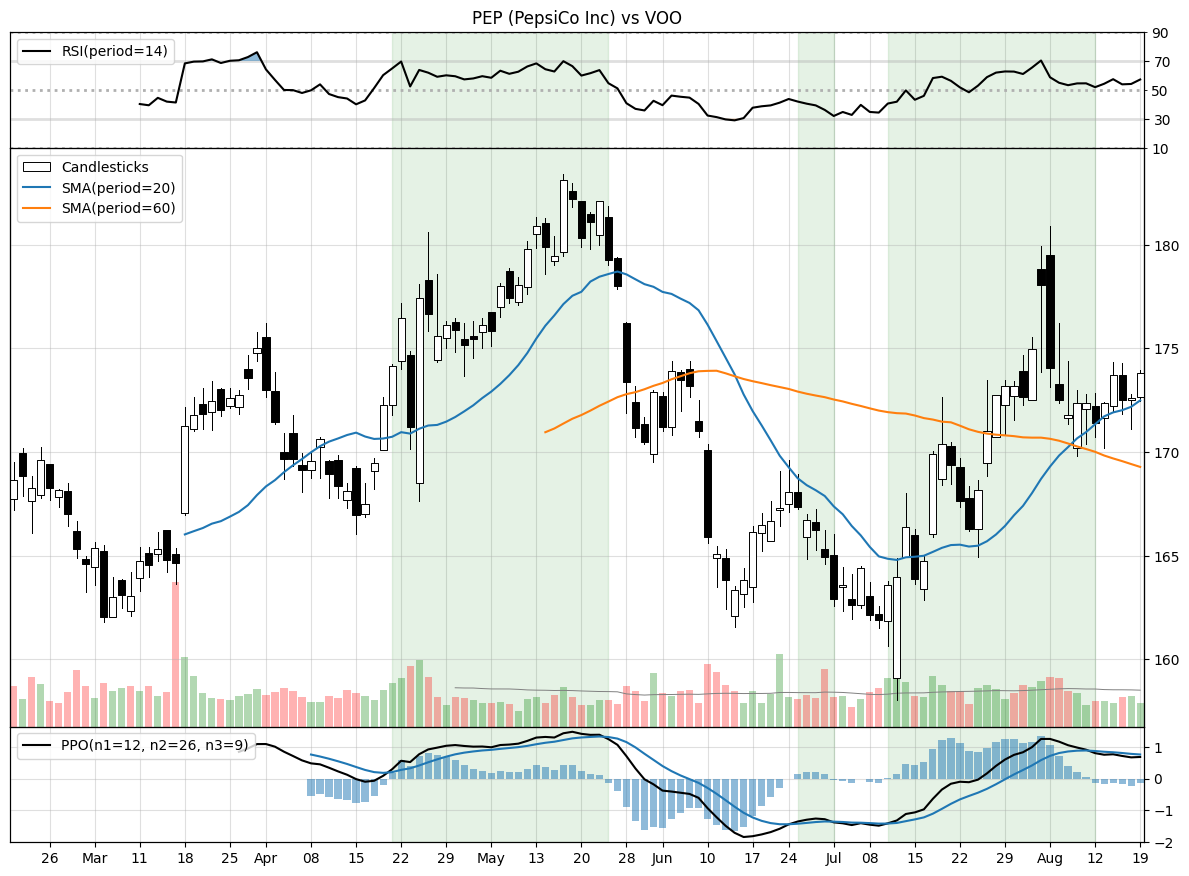 PEP (PepsiCo Inc) vs VOO
RSI(period=14)
90
70
50
30
10
Candlesticks
SMA(period=20)
SMA(period=60)
180
175
170
165
160
PPO(n1=12, n2=26, n3=9)
1
0
−1
−2
26 Mar 11 18 25 Apr 08 15 22 29 May 13 20 28 Jun 10 17 24 Jul 08 15 22 29 Aug 12 19